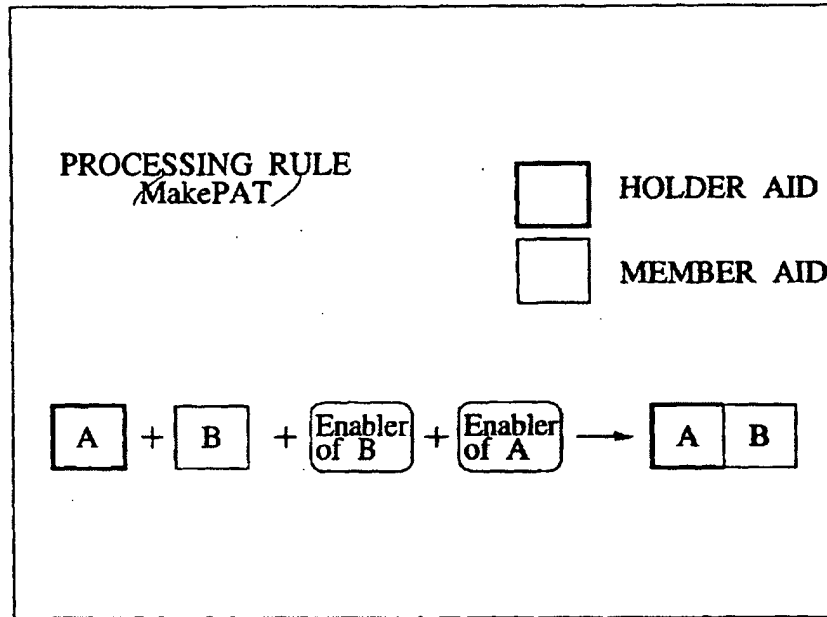 PROCESSING RULE
MakePAT
HOLDER AID
MEMBER AID
A + B + Enabler of B + Enabler of A → A B